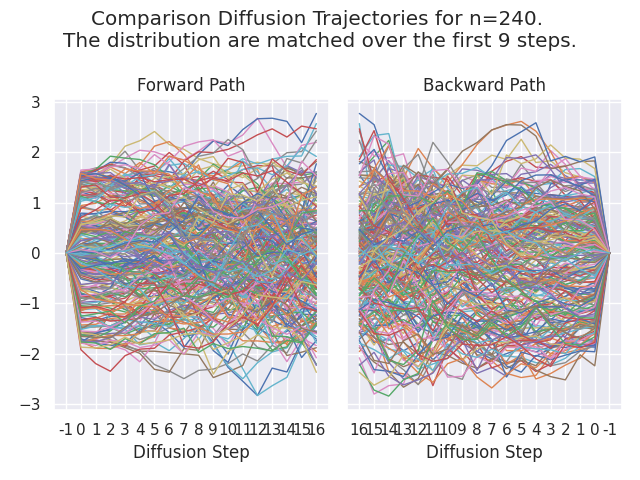 Comparison Diffusion Trajectories for n=240.
The distribution are matched over the first 9 steps.
Forward Path
Backward Path
3
2
1
0
−1
−2
−3
-1 0 1 2 3 4 5 6 7 8 9 10 11 12 13 14 15 16
16 15 14 13 12 11 10 9 8 7 6 5 4 3 2 1 0 -1
Diffusion Step
Diffusion Step